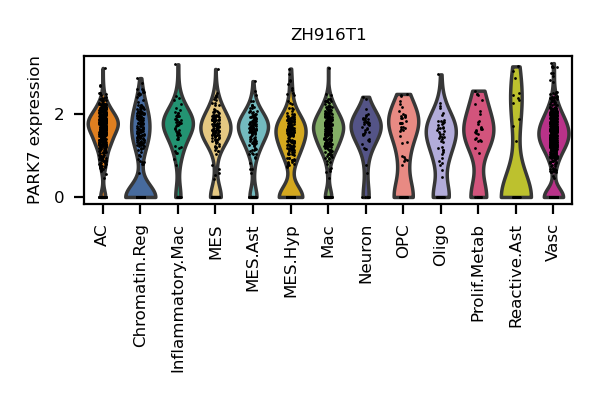 ZH916T1
PARK7 expression
2
0
AC
Chromatin.Reg
Inflammatory.Mac
MES
MES.Ast
MES.Hyp
Mac
Neuron
OPC
Oligo
Prolif.Metab
Reactive.Ast
Vasc